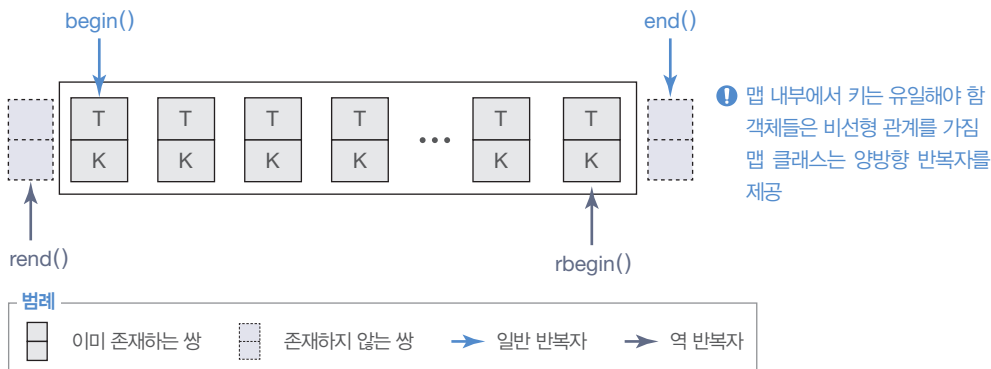 begin()
end()
T T T T ••• T T
K K K K K K
! 맵 내부에서 키는 유일해야 함
객체들은 비선형 관계를 가짐
맵 클래스는 양방향 반복자를
제공
rend()
rbegin()
범례
이미 존재하는 쌍 존재하지 않는 쌍 일반 반복자 역 반복자